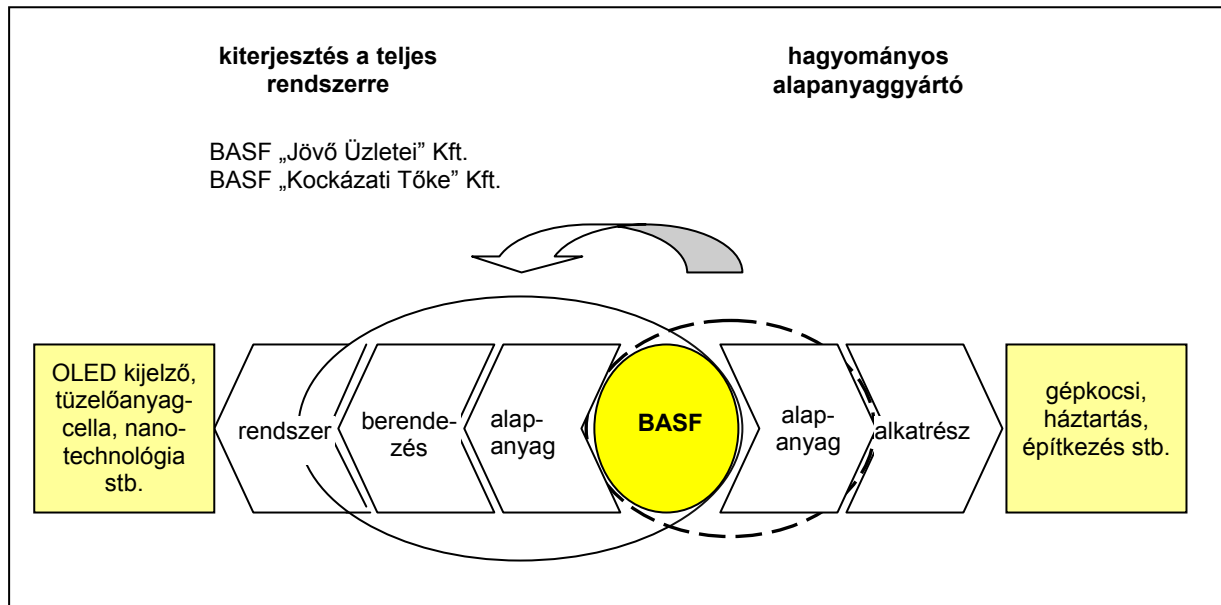 kiterjesztés a teljes
rendszerre
hagyományos
alapanyaggyártó
BASF „Jövő Üzletei” Kft.
BASF „Kockázati Tőke” Kft.
OLED kijelző,
tüzelőanyag-
cella, nano-
technológia
stb.
rendszer
berende-
zés
alap-
anyag
BASF
alap-
anyag
alkatrész
gépkocsi,
háztartás,
építkezés stb.